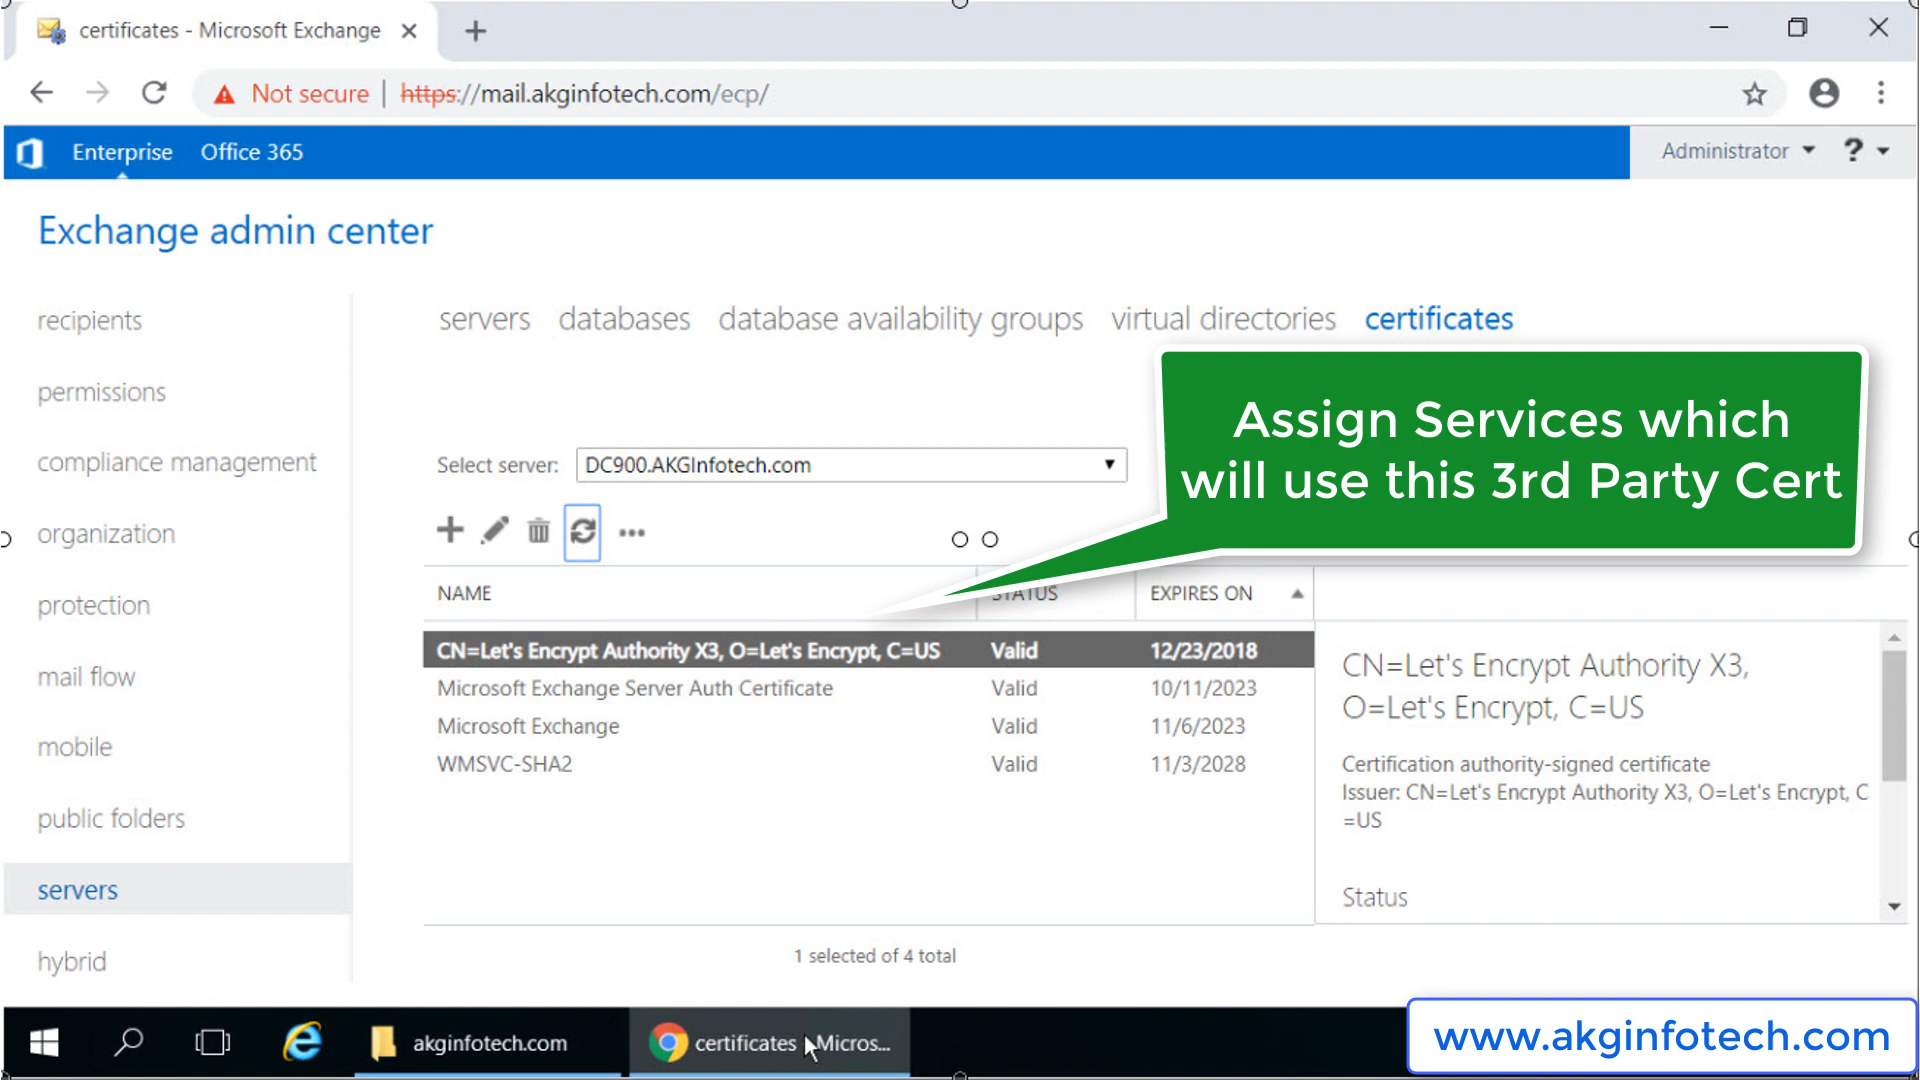 certificates - Microsoft Exchange
Not secure | https://mail.akginfotech.com/ecp/
Enterprise Office 365 Administrator ?
Exchange admin center
recipients
permissions
compliance management
organization
protection
mail flow
mobile
public folders
servers
hybrid
servers databases database availability groups virtual directories certificates
Assign Services which
will use this 3rd Party Cert
Select server: DC900.AKGInfotech.com
NAME STATUS EXPIRES ON
CN=Let's Encrypt Authority X3, O=Let's Encrypt, C=US Valid 12/23/2018
Microsoft Exchange Server Auth Certificate Valid 10/11/2023
Microsoft Exchange Valid 11/6/2023
WMSVC-SHA2 Valid 11/3/2028
1 selected of 4 total
CN=Let's Encrypt Authority X3,
O=Let's Encrypt, C=US
Certification authority-signed certificate
Issuer: CN=Let's Encrypt Authority X3, O=Let's Encrypt, C
=US
Status
akginfotech.com
certificates - Micros...
www.akginfotech.com